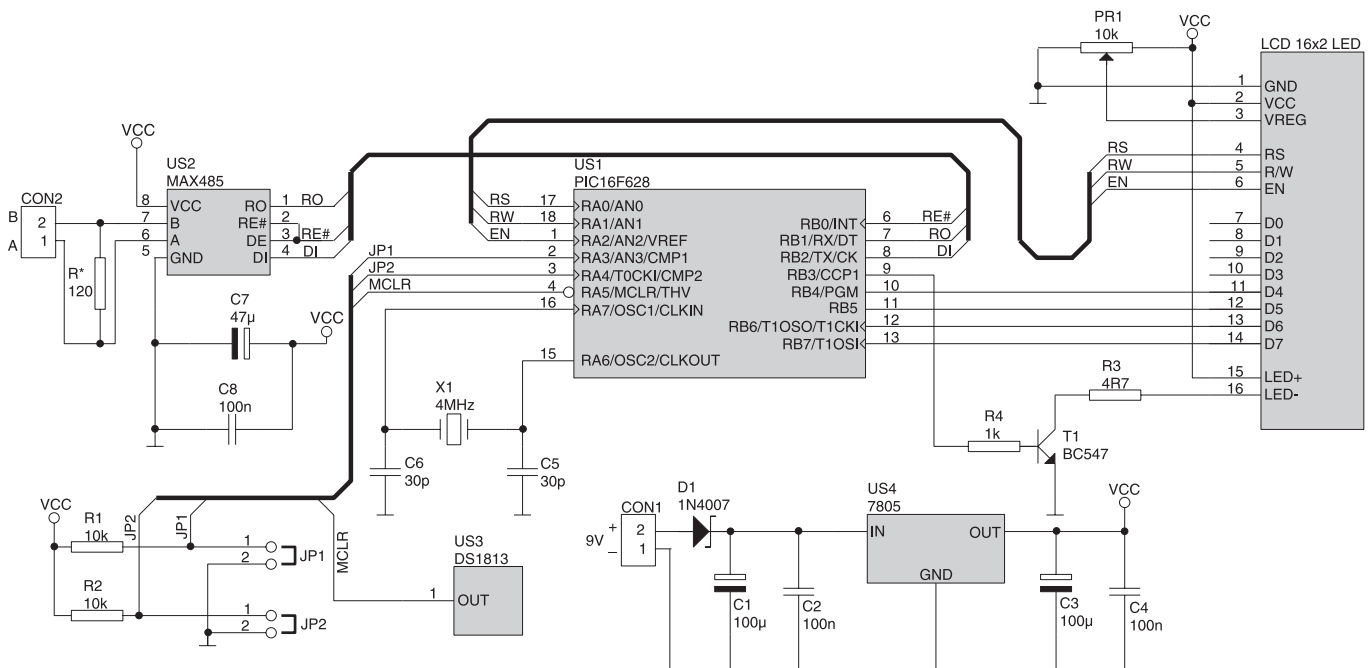 PR1
10k
VCC
LCD 16x2 LED
1 GND
2 VCC
3 VREG
RS 4 RS
RW 5 R/W
EN 6 EN
7 D0
8 D1
9 D2
10 D3
11 D4
12 D5
13 D6
14 D7
15 LED+
16 LED-
VCC
US2
MAX485
8 VCC
7 B
6 A
5 GND
RO 1 RO
RE# 2
DE 3 RE#
DI 4 DI
CON2
B 2
A 1
R*
120
C7
47µ
VCC
C8
100n
US1
PIC16F628
RS 17 RA0/AN0
RW 18 RA1/AN1
EN 1 RA2/AN2/VREF
JP1 2 RA3/AN3/CMP1
JP2 3 RA4/T0CKI/CMP2
MCLR 4 RA5/MCLR/THV
16 RA7/OSC1/CLKIN
15 RA6/OSC2/CLKOUT
RB0/INT 6 RE#
RB1/RX/DT 7 RO
RB2/TX/CK 8 DI
RB3/CCP1 9
RB4/PGM 10
RB5 11
RB6/T1OSO/T1CKI 12
RB7/T1OSI 13
X1
4MHz
C6
30p
C5
30p
R3
4R7
R4
1k
T1
BC547
VCC
R1
10k
R2
10k
JP2
JP1
MCLR
1
2
JP1
1
2
JP2
US3
DS1813
1 OUT
CON1
+ 2
9V
– 1
D1
1N4007
C1
100µ
C2
100n
US4
7805
IN
OUT
GND
VCC
C3
100µ
C4
100n